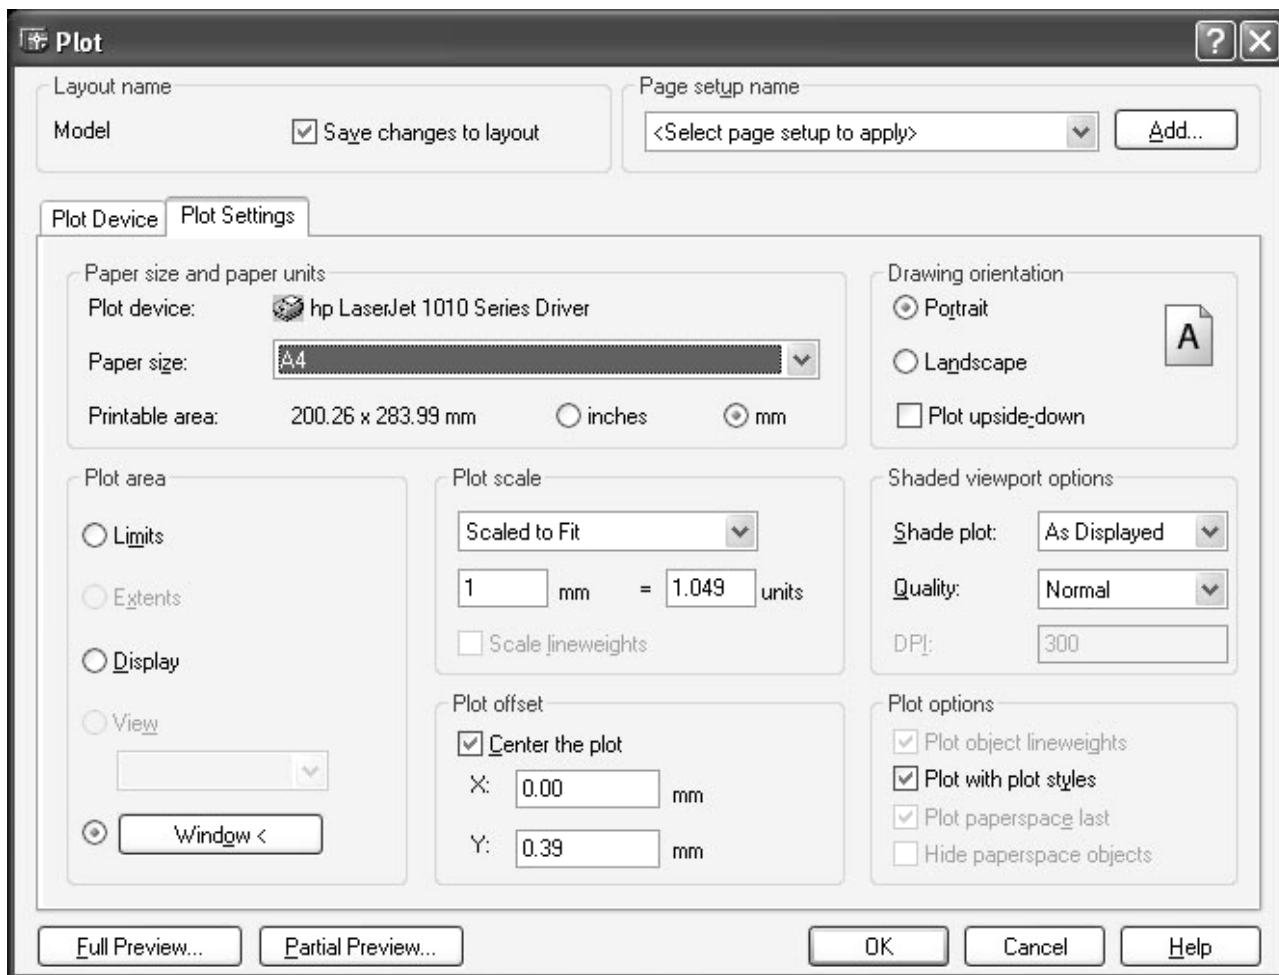 Plot
Layout name
Model
Save changes to layout
Page setup name
<Select page setup to apply>
Add...
Plot Device
Plot Settings
Paper size and paper units
Plot device:
hp LaserJet 1010 Series Driver
Paper size:
A4
Printable area:
200.26 x 283.99 mm
inches
mm
Drawing orientation
Portrait
Landscape
Plot upside-down
A
Plot area
Limits
Extents
Display
View
Window <
Plot scale
Scaled to Fit
1 mm = 1.049 units
Scale lineweights
Plot offset
Center the plot
X: 0.00 mm
Y: 0.39 mm
Shaded viewport options
Shade plot: As Displayed
Quality: Normal
DPI: 300
Plot options
Plot object lineweights
Plot with plot styles
Plot paperspace last
Hide paperspace objects
Full Preview...
Partial Preview...
OK
Cancel
Help